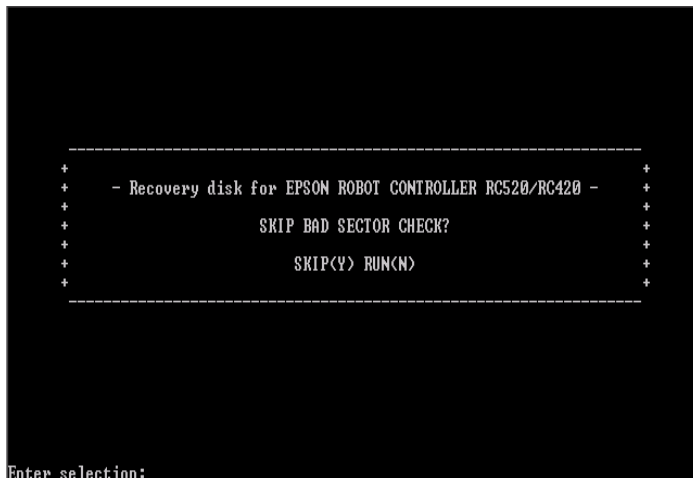 - Recovery disk for EPSON ROBOT CONTROLLER RC520/RC420 -
SKIP BAD SECTOR CHECK?
SKIP(Y) RUN(N)
Enter selection: